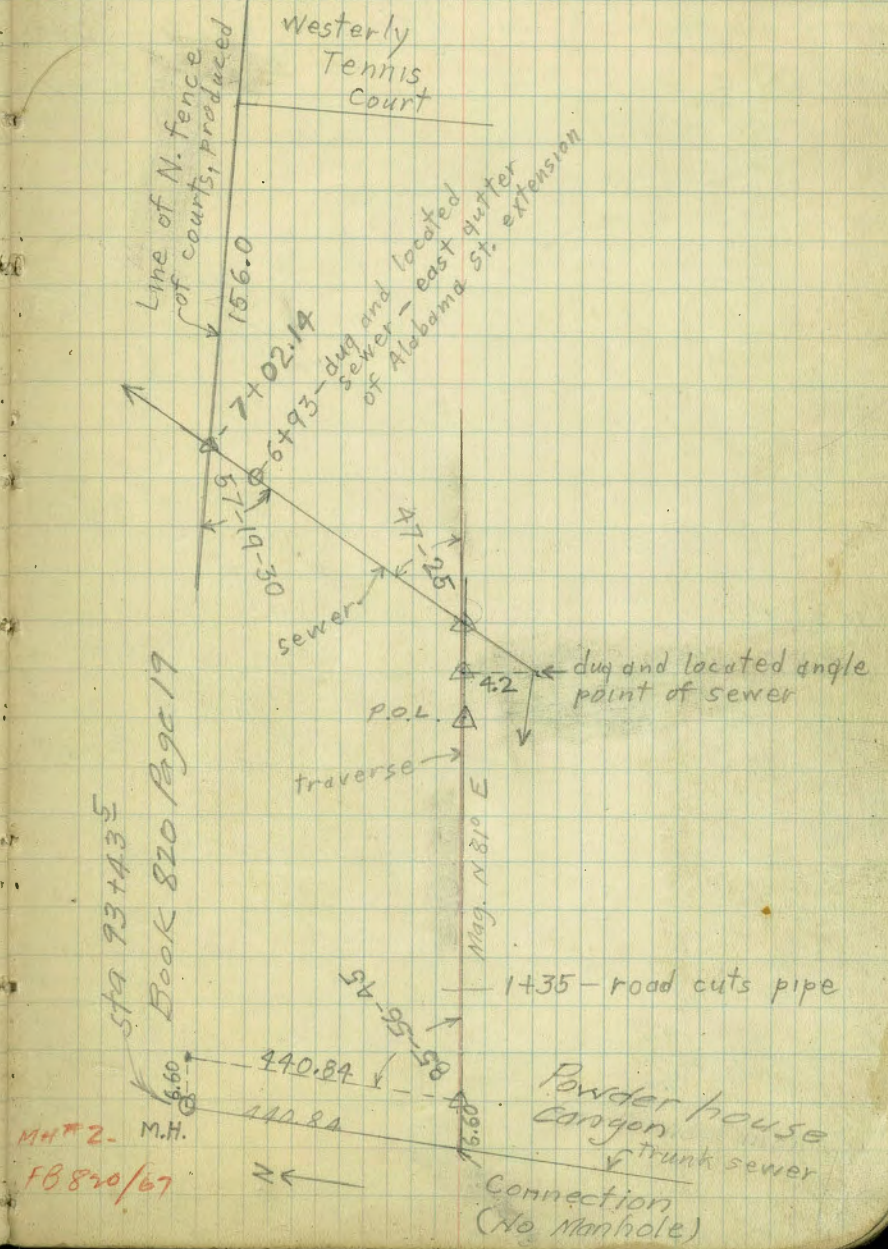 Westerly
Tennis
Court
Line of N. fence
of courts, produced
156.0
7+02.14
6+93 - dug and located
sewer - east gutter
of Alabama St. extension
41-25
sewer
dug and located angle
point of sewer
4.2
P.O.L.
traverse
Mag. N 81° E
Sta 93+43 5
Book 820 Page 19
1+35 - road cuts pipe
85-55-45
440.84
6.60
440.84
6.60
M.H.
MH #2-
FB 820/67
N
Powder house
Canyon
trunk sewer
Connection
(No Manhole)